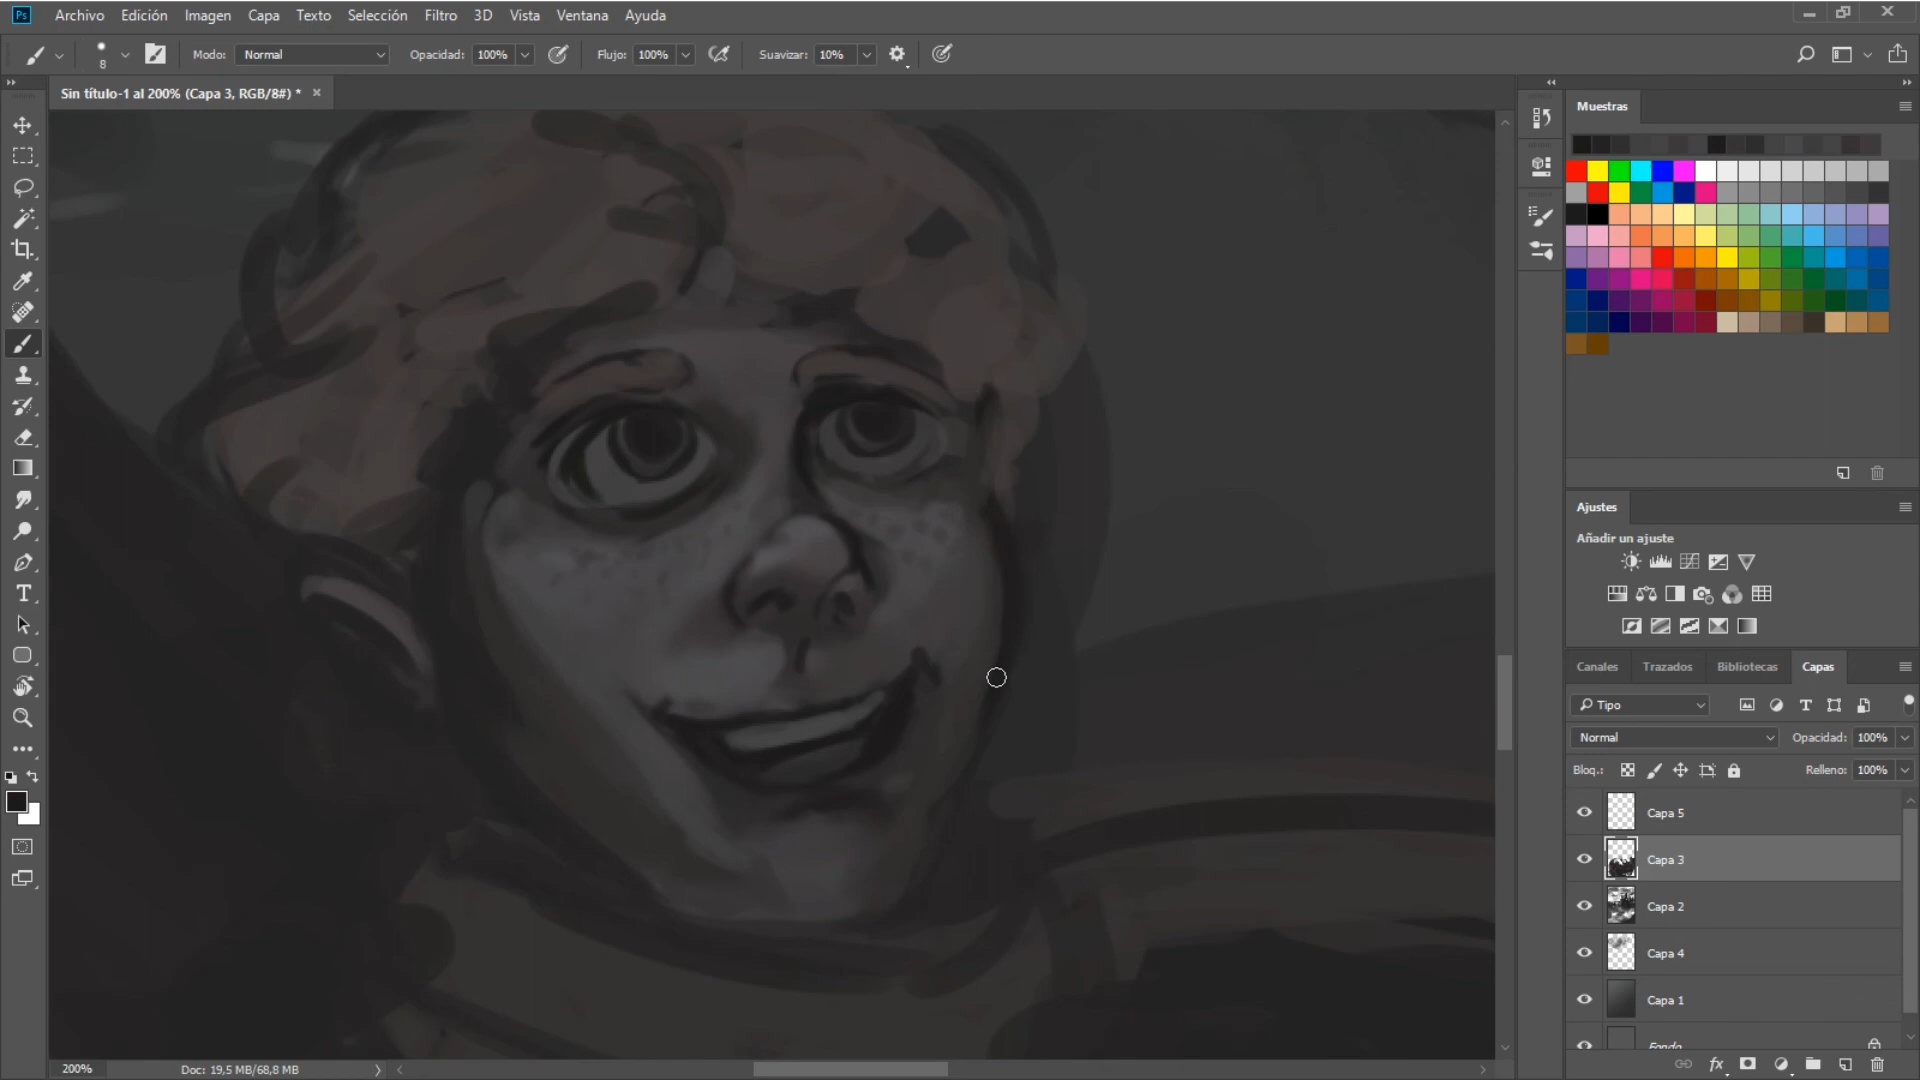 Ps Archivo Edición Imagen Capa Texto Selección Filtro 3D Vista Ventana Ayuda
8 Modo: Normal Opacidad: 100% Flujo: 100% Suavizar: 10%
Sin título-1 al 200% (Capa 3, RGB/8#) * ×
Muestras
Ajustes
Añadir un ajuste
Canales Trazados Bibliotecas Capas
Tipo
Normal Opacidad: 100%
Bloq.: Relleno: 100%
Capa 5
Capa 3
Capa 2
Capa 4
Capa 1
Fondo
200% Doc: 19,5 MB/68,8 MB
fx